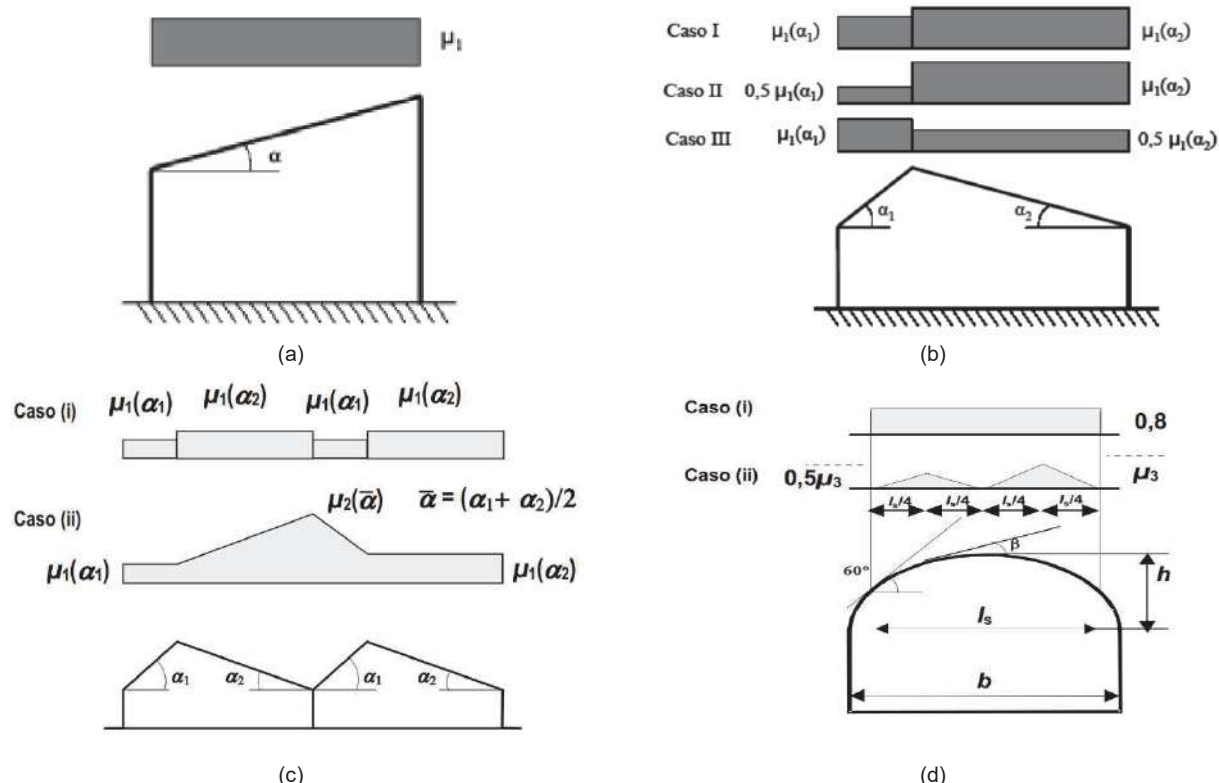 μ₁
α
(a)
Caso I μ₁(α₁) μ₁(α₂)
Caso II 0,5 μ₁(α₁) μ₁(α₂)
Caso III μ₁(α₁) 0,5 μ₁(α₂)
α₁ α₂
(b)
Caso (i) μ₁(α₁) μ₁(α₂) μ₁(α₁) μ₁(α₂)
Caso (ii) μ₂(ᾱ) ᾱ = (α₁+ α₂)/2
μ₁(α₁) μ₁(α₂)
α₁ α₂ α₁ α₂
(c)
Caso (i) 0,8
Caso (ii) 0,5μ₃ μ₃
lₛ/4 lₛ/4 lₛ/4 lₛ/4
β
60°
h
lₛ
b
(d)